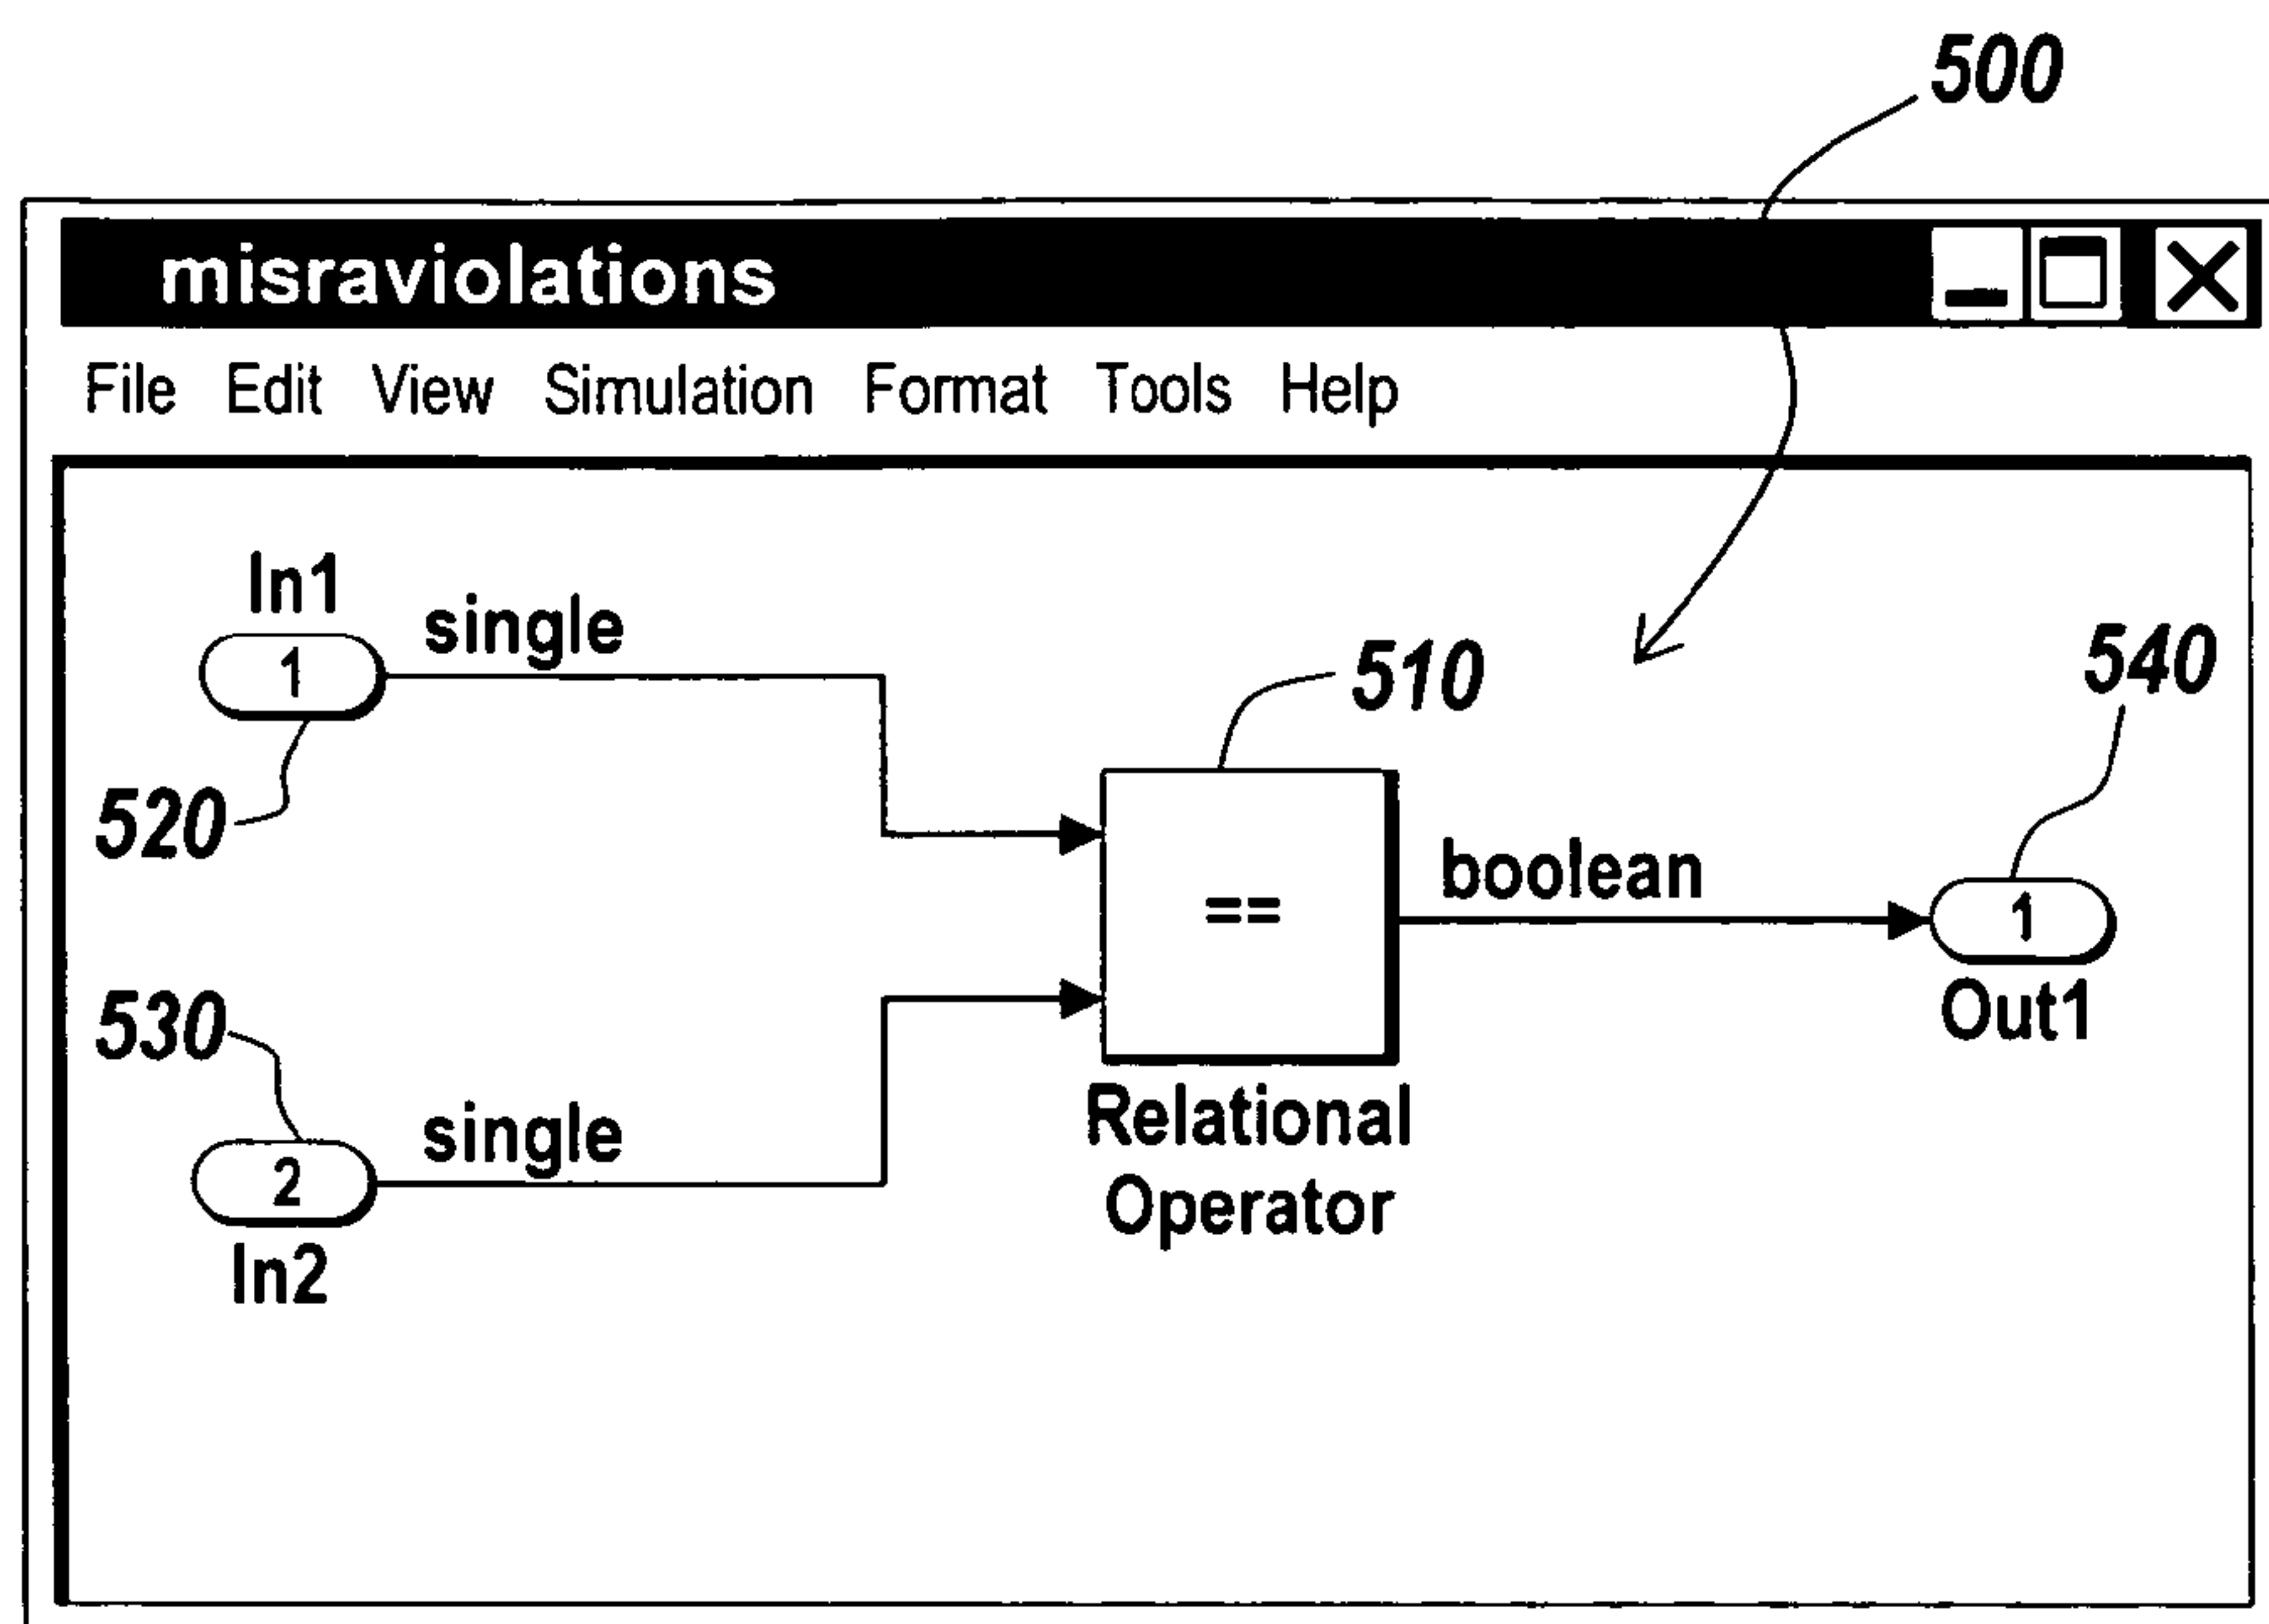 500
misraviolations
File Edit View Simulation Format Tools Help
In1
single
1
510
540
520
==
boolean
1
530
Out1
single
Relational
Operator
2
In2